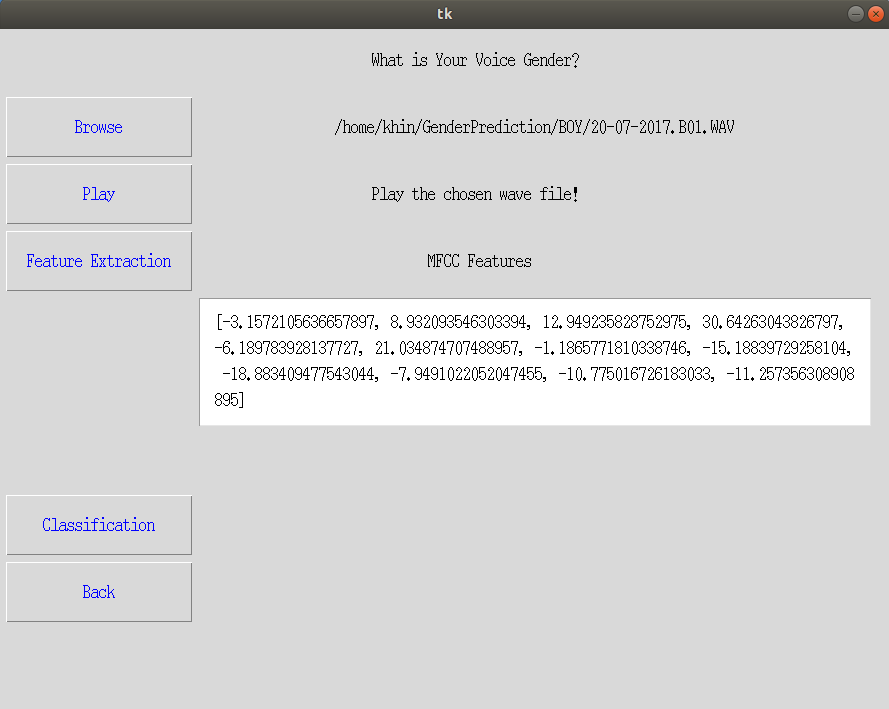 tk
What is Your Voice Gender?
Browse
/home/khin/GenderPrediction/BOY/20-07-2017.B01.WAV
Play
Play the chosen wave file!
Feature Extraction
MFCC Features
[-3.1572105636657897, 8.932093546303394, 12.949235828752975, 30.64263043826797,
-6.189783928137727, 21.034874707488957, -1.1865771810338746, -15.18839729258104,
-18.883409477543044, -7.9491022052047455, -10.775016726183033, -11.257356308908
895]
Classification
Back